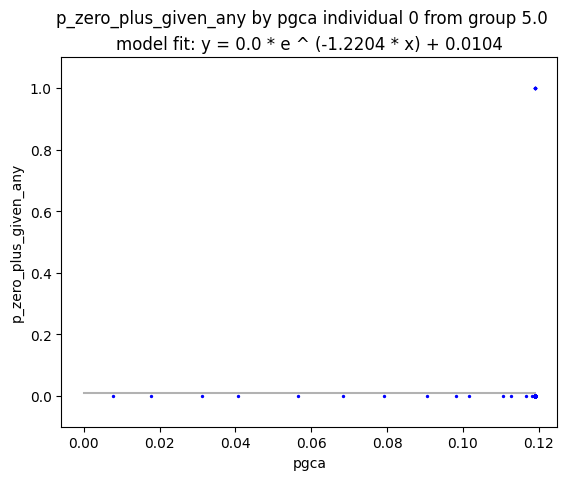 p_zero_plus_given_any by pgca individual 0 from group 5.0
model fit: y = 0.0 * e ^ (-1.2204 * x) + 0.0104
1.0
0.8
0.6
0.4
0.2
0.0
p_zero_plus_given_any
0.00 0.02 0.04 0.06 0.08 0.10 0.12
pgca